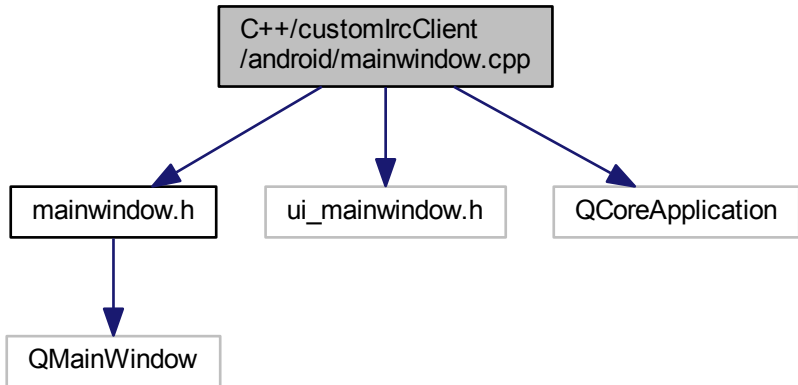 C++/customIrcClient
/android/mainwindow.cpp
mainwindow.h
ui_mainwindow.h
QCoreApplication
QMainWindow